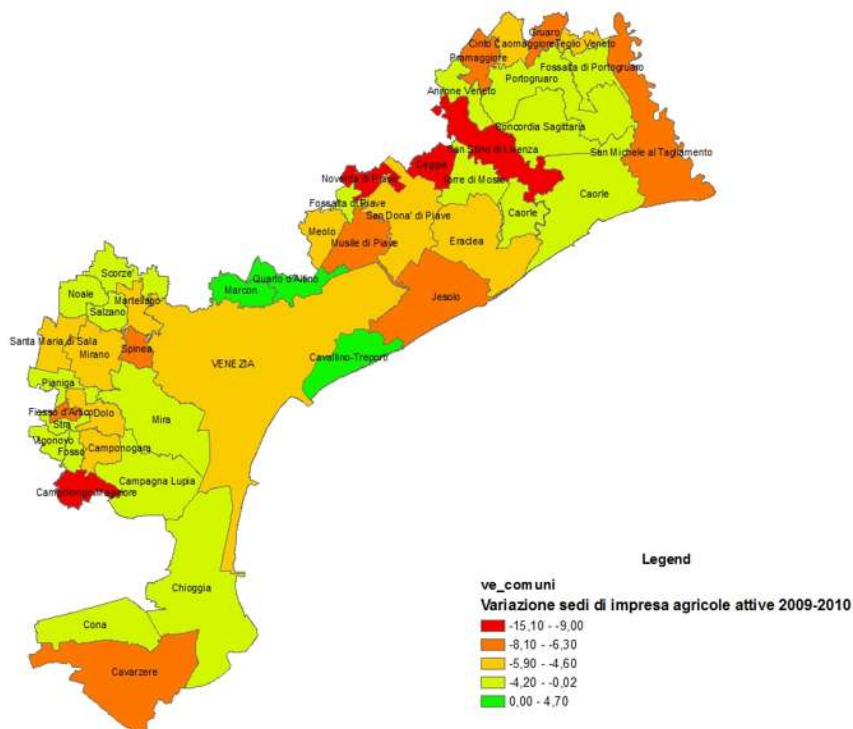 Gruaro
Cinto Caomaggiore
Teglio Veneto
Pramaggiore
Fossalta di Portogruaro
Portogruaro
Annone Veneto
Concordia Sagittaria
San Stino di Livenza
San Michele al Tagliamento
Ceggia
Noventa di Piave
Torre di Mosto
Caorle
Fossalta di Piave
Caorle
San Dona' di Piave
Meolo
Musile di Piave
Eraclea
Scorze'
Quarto d'Altino
Marcon
Noale
Martellago
Jesolo
Salzano
Santa Maria di Sala
Spinea
Mirano
VENEZIA
Cavallino-Treporti
Pianiga
Fiesso d'Artico
Dolo
Mira
Stra
Vigonovo
Camponogara
Fosso'
Campagna Lupia
Campolongo Maggiore
Legend
ve_comuni
Variazione sedi di impresa agricole attive 2009-2010
-15,10 - -9,00
-8,10 - -6,30
-5,90 - -4,60
-4,20 - -0,02
0,00 - 4,70
Chioggia
Cona
Cavarzere